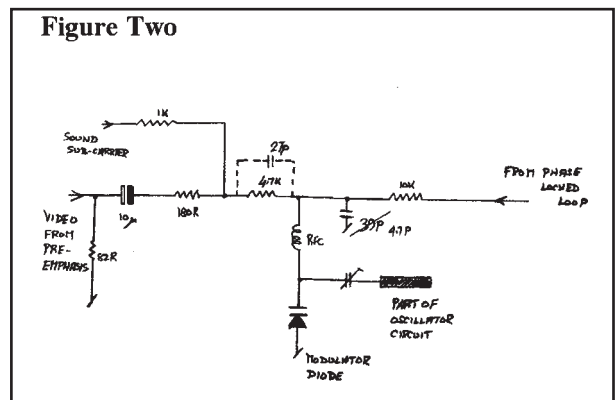 Figure Two
1K
SOUND
SUB-CARRIER
27P
4.7K
10K
FROM PHASE
LOCKED
LOOP
VIDEO
FROM
PRE-
EMPHASIS
82R
10µ
180R
39P 4.7P
RFC
PART OF
OSCILLATOR
CIRCUIT
MODULATOR
DIODE